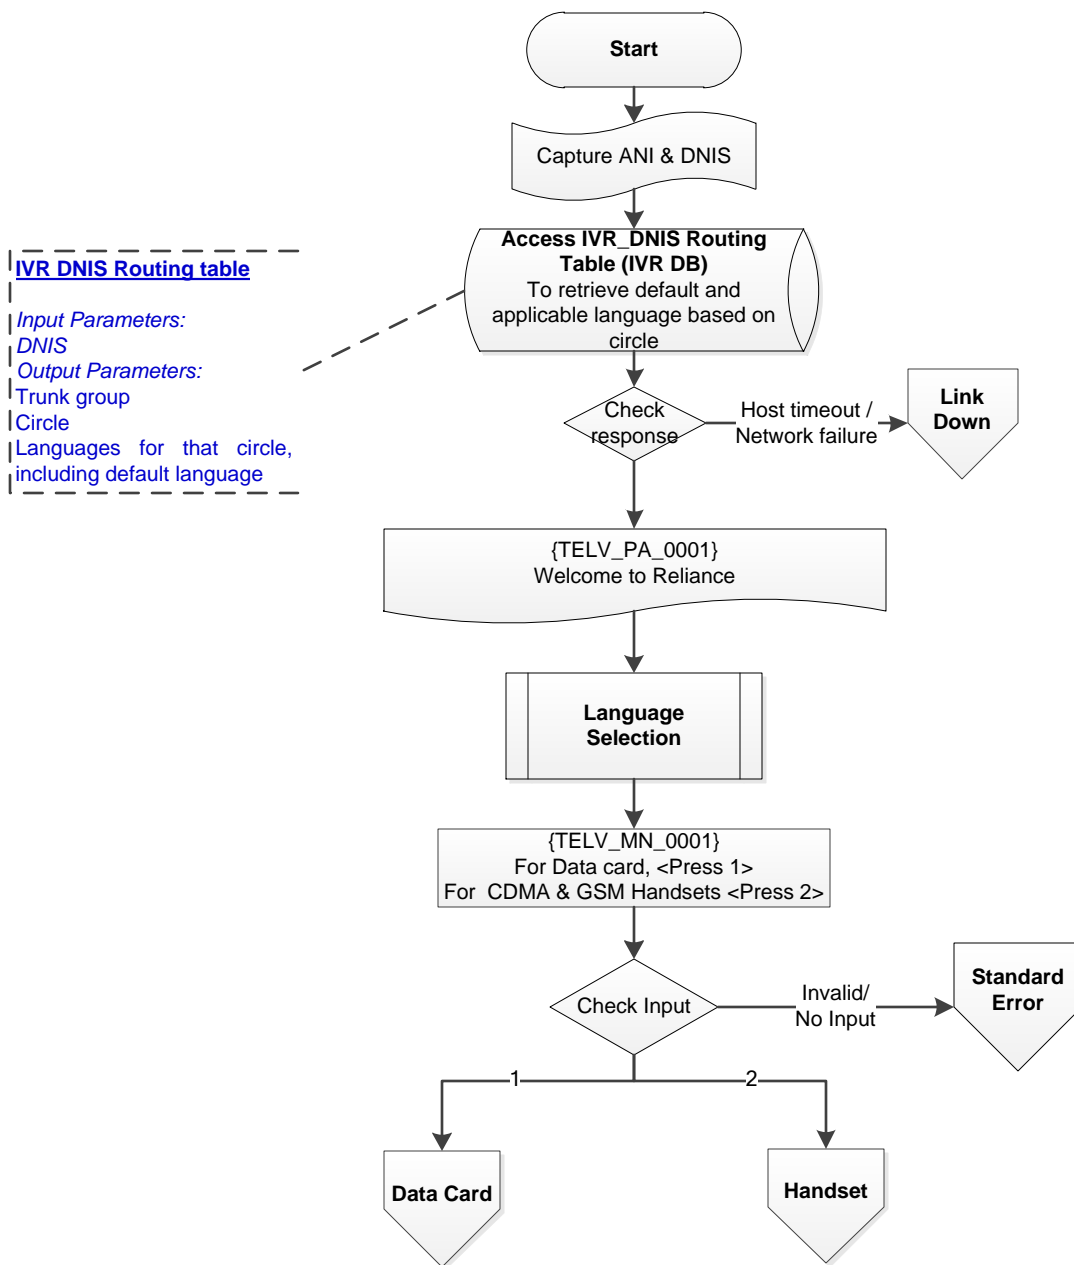 Start
Capture ANI & DNIS
Access IVR_DNIS Routing
Table (IVR DB)
To retrieve default and
applicable language based on
circle
IVR DNIS Routing table
Input Parameters:
DNIS
Output Parameters:
Trunk group
Circle
Languages for that circle,
including default language
Check
response
Host timeout /
Network failure
Link
Down
{TELV_PA_0001}
Welcome to Reliance
Language
Selection
{TELV_MN_0001}
For Data card, <Press 1>
For CDMA & GSM Handsets <Press 2>
Check Input
Invalid/
No Input
Standard
Error
1
2
Data Card
Handset